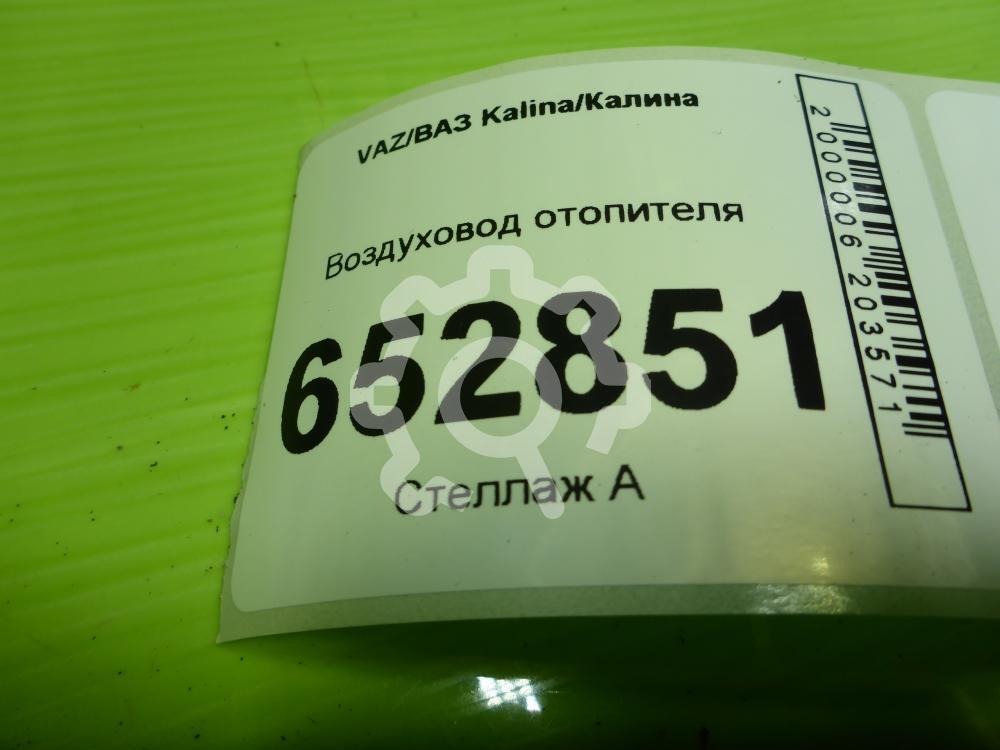 VAZ/ВАЗ Kalina/Калина
Воздуховод отопителя
652851
Стеллаж А
2000006203571